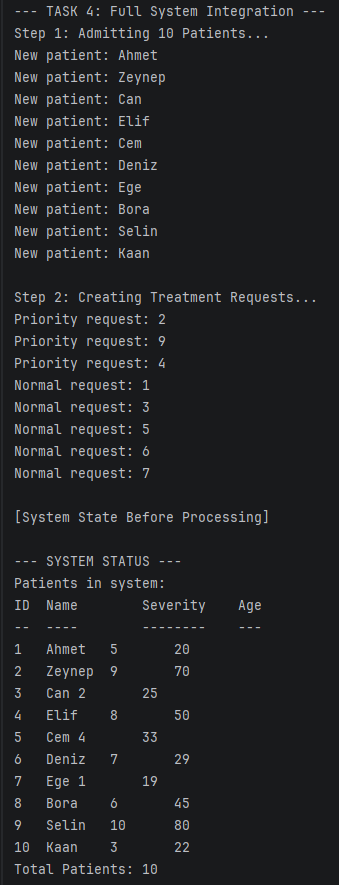 --- TASK 4: Full System Integration ---
Step 1: Admitting 10 Patients...
New patient: Ahmet
New patient: Zeynep
New patient: Can
New patient: Elif
New patient: Cem
New patient: Deniz
New patient: Ege
New patient: Bora
New patient: Selin
New patient: Kaan

Step 2: Creating Treatment Requests...
Priority request: 2
Priority request: 9
Priority request: 4
Normal request: 1
Normal request: 3
Normal request: 5
Normal request: 6
Normal request: 7

[System State Before Processing]

--- SYSTEM STATUS ---
Patients in system:
ID  Name        Severity    Age
--  ----        --------    ---
1   Ahmet   5       20
2   Zeynep  9       70
3   Can 2       25
4   Elif    8       50
5   Cem 4       33
6   Deniz   7       29
7   Ege 1       19
8   Bora    6       45
9   Selin   10      80
10  Kaan    3       22
Total Patients: 10